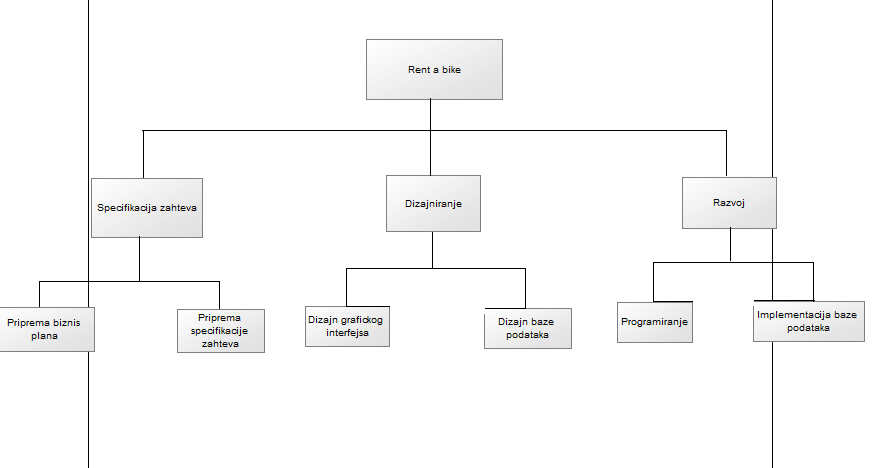 Rent a bike
Specifikacija zahteva
Dizajniranje
Razvoj
Priprema biznis
plana
Priprema
specifikacije
zahteva
Dizajn grafickog
interfejsa
Dizajn baze
podataka
Programiranje
Implementacija baze
podataka